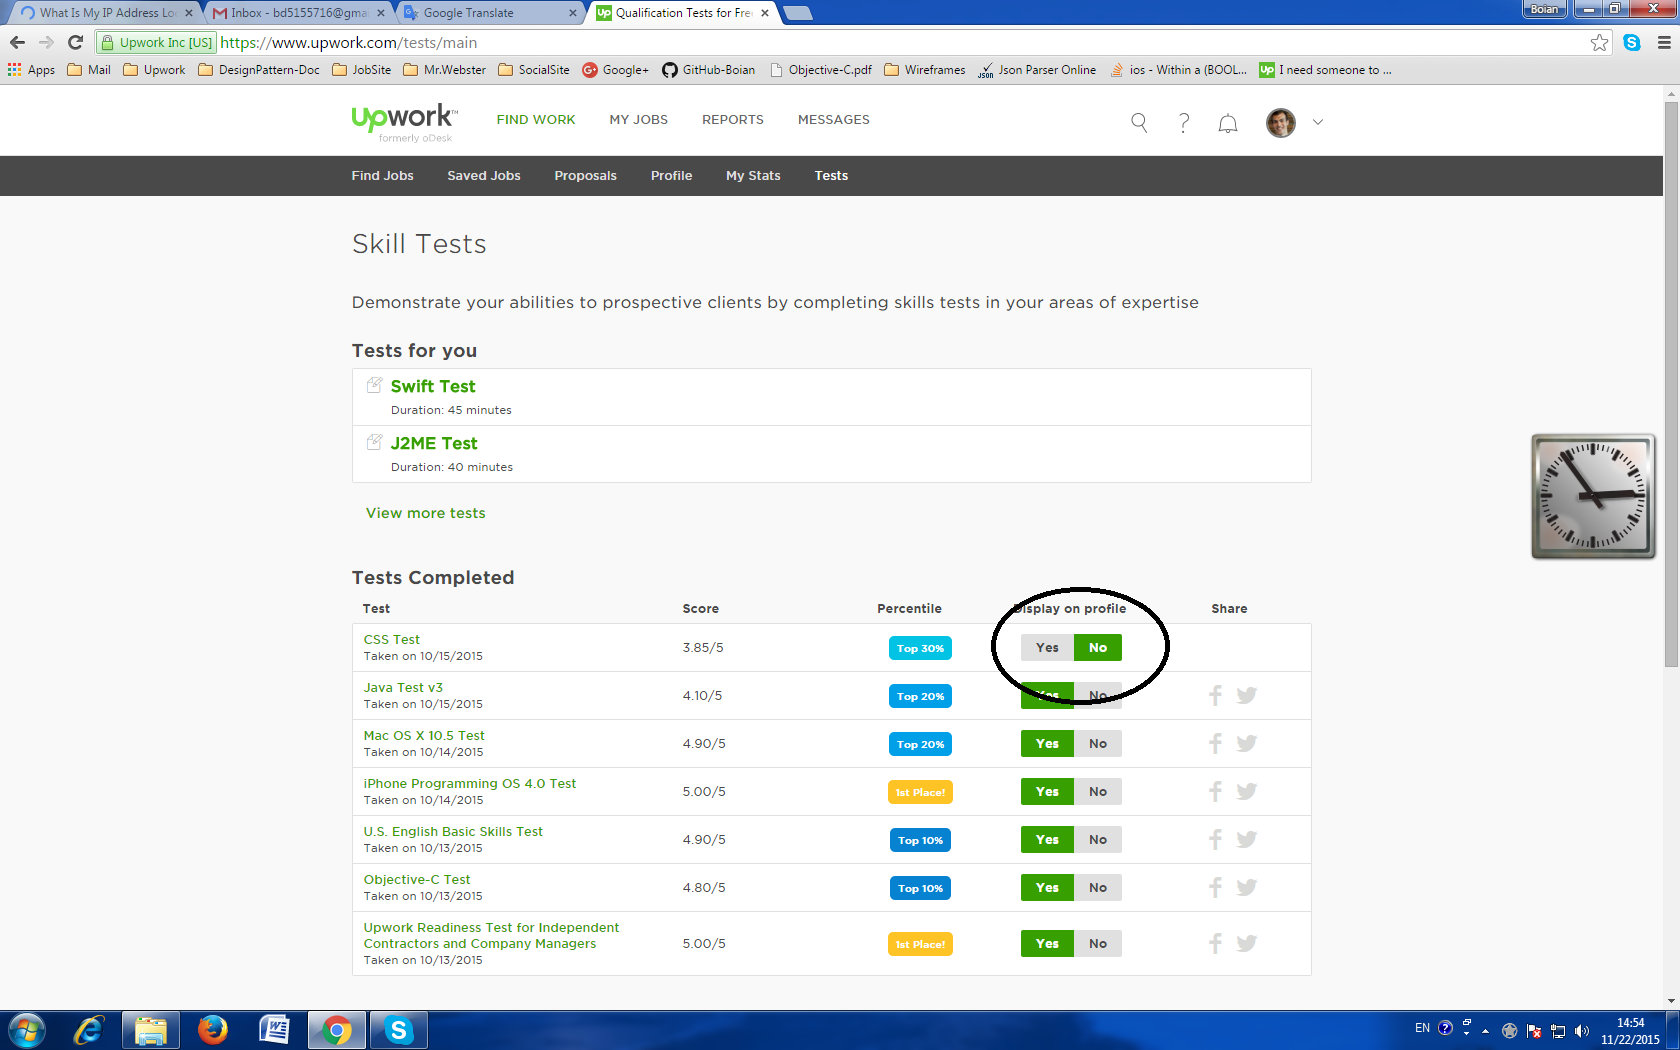 Boian
What Is My IP Address Lo
Inbox - bd5155716@gma
Google Translate
Up Qualification Tests for Fre
Upwork Inc [US] https://www.upwork.com/tests/main
Apps Mail Upwork DesignPattern-Doc JobSite Mr.Webster SocialSite Google+ GitHub-Boian Objective-C.pdf Wireframes Json Parser Online ios - Within a (BOOL... Up I need someone to ...
Upwork™ FIND WORK MY JOBS REPORTS MESSAGES
formerly oDesk
Find Jobs Saved Jobs Proposals Profile My Stats Tests
Skill Tests
Demonstrate your abilities to prospective clients by completing skills tests in your areas of expertise
Tests for you
Swift Test
Duration: 45 minutes
J2ME Test
Duration: 40 minutes
View more tests
Tests Completed
Test Score Percentile Display on profile Share
CSS Test
Taken on 10/15/2015
3.85/5 Top 30% Yes No
Java Test v3
Taken on 10/15/2015
4.10/5 Top 20% Yes No
Mac OS X 10.5 Test
Taken on 10/14/2015
4.90/5 Top 20% Yes No
iPhone Programming OS 4.0 Test
Taken on 10/14/2015
5.00/5 1st Place! Yes No
U.S. English Basic Skills Test
Taken on 10/13/2015
4.90/5 Top 10% Yes No
Objective-C Test
Taken on 10/13/2015
4.80/5 Top 10% Yes No
Upwork Readiness Test for Independent
Contractors and Company Managers
Taken on 10/13/2015
5.00/5 1st Place! Yes No
EN
14:54
11/22/2015